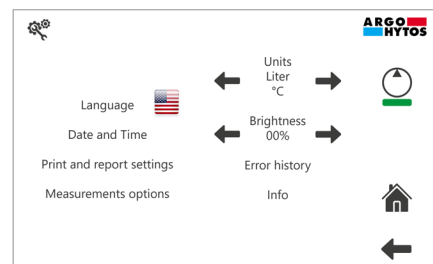 ARGO
HYTOS
Units
Liter
°C
Language
Brightness
00%
Date and Time
Print and report settings
Error history
Measurements options
Info